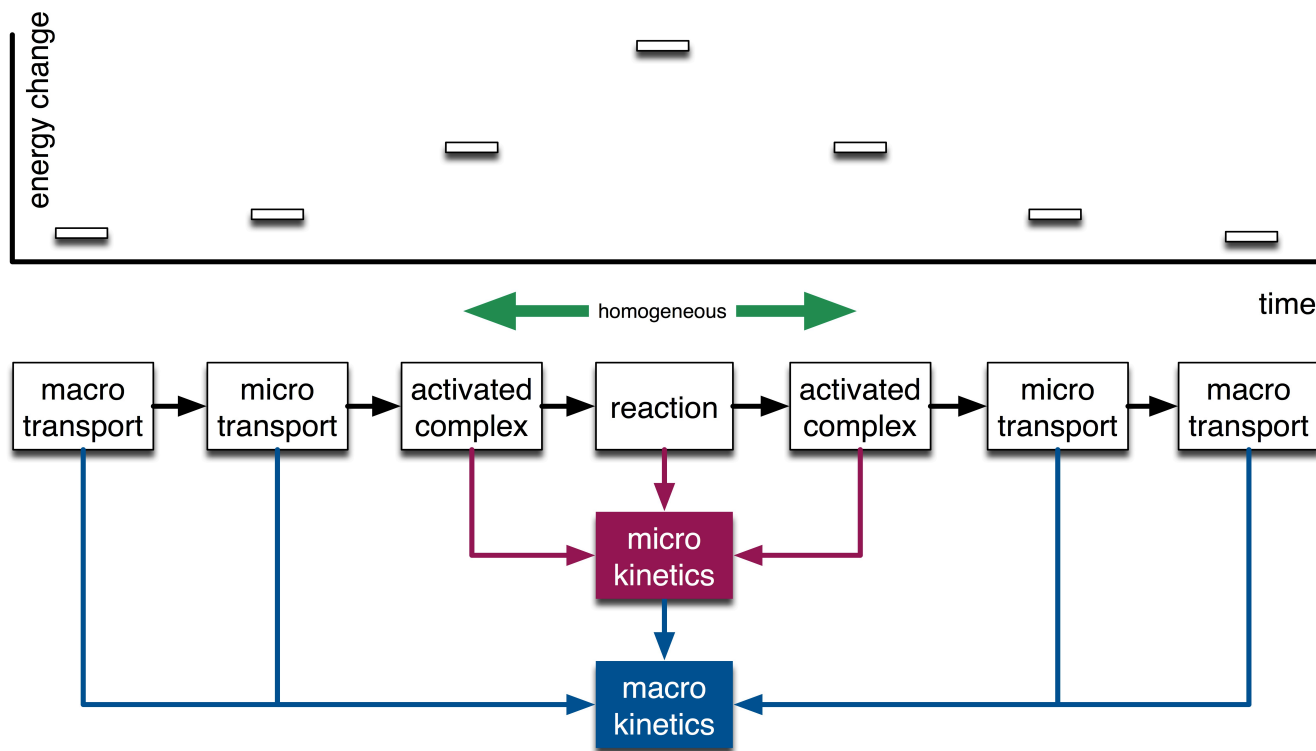 energy change
time
homogeneous
macro
transport
micro
transport
activated
complex
reaction
activated
complex
micro
transport
macro
transport
micro
kinetics
macro
kinetics